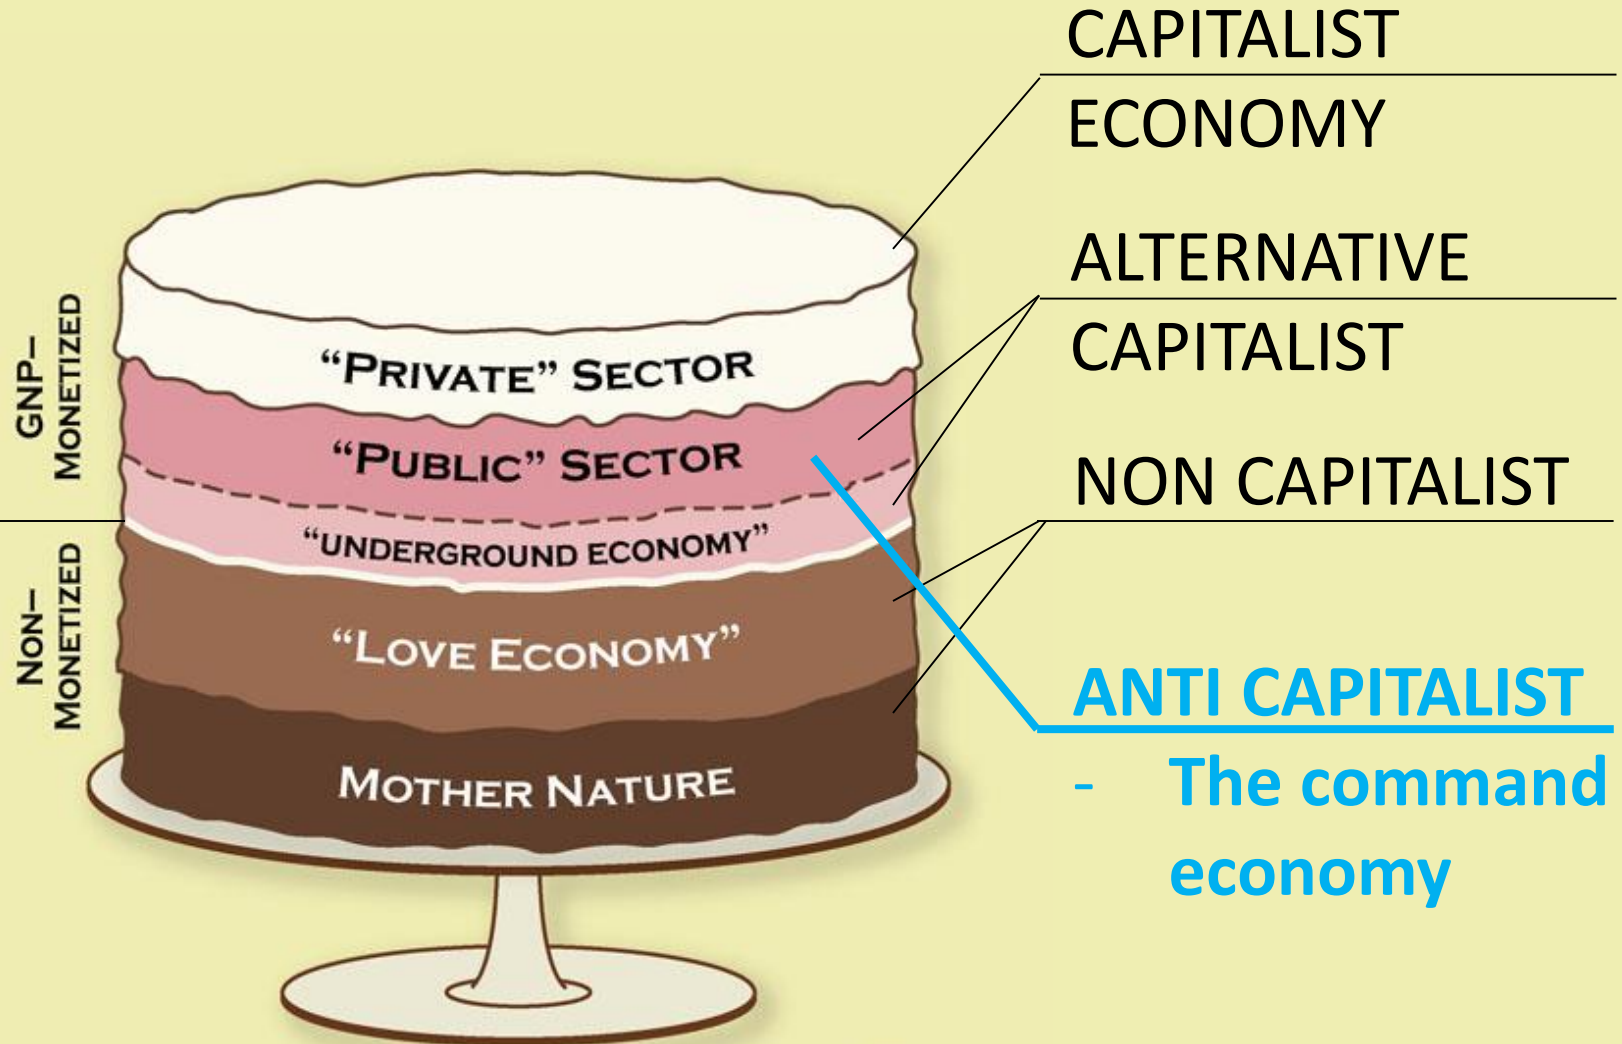 CAPITALIST
ECONOMY
ALTERNATIVE
CAPITALIST
NON CAPITALIST
ANTI CAPITALIST
- The command
economy
GNP–
MONETIZED
NON–
MONETIZED
“PRIVATE” SECTOR
“PUBLIC” SECTOR
“UNDERGROUND ECONOMY”
“LOVE ECONOMY”
MOTHER NATURE